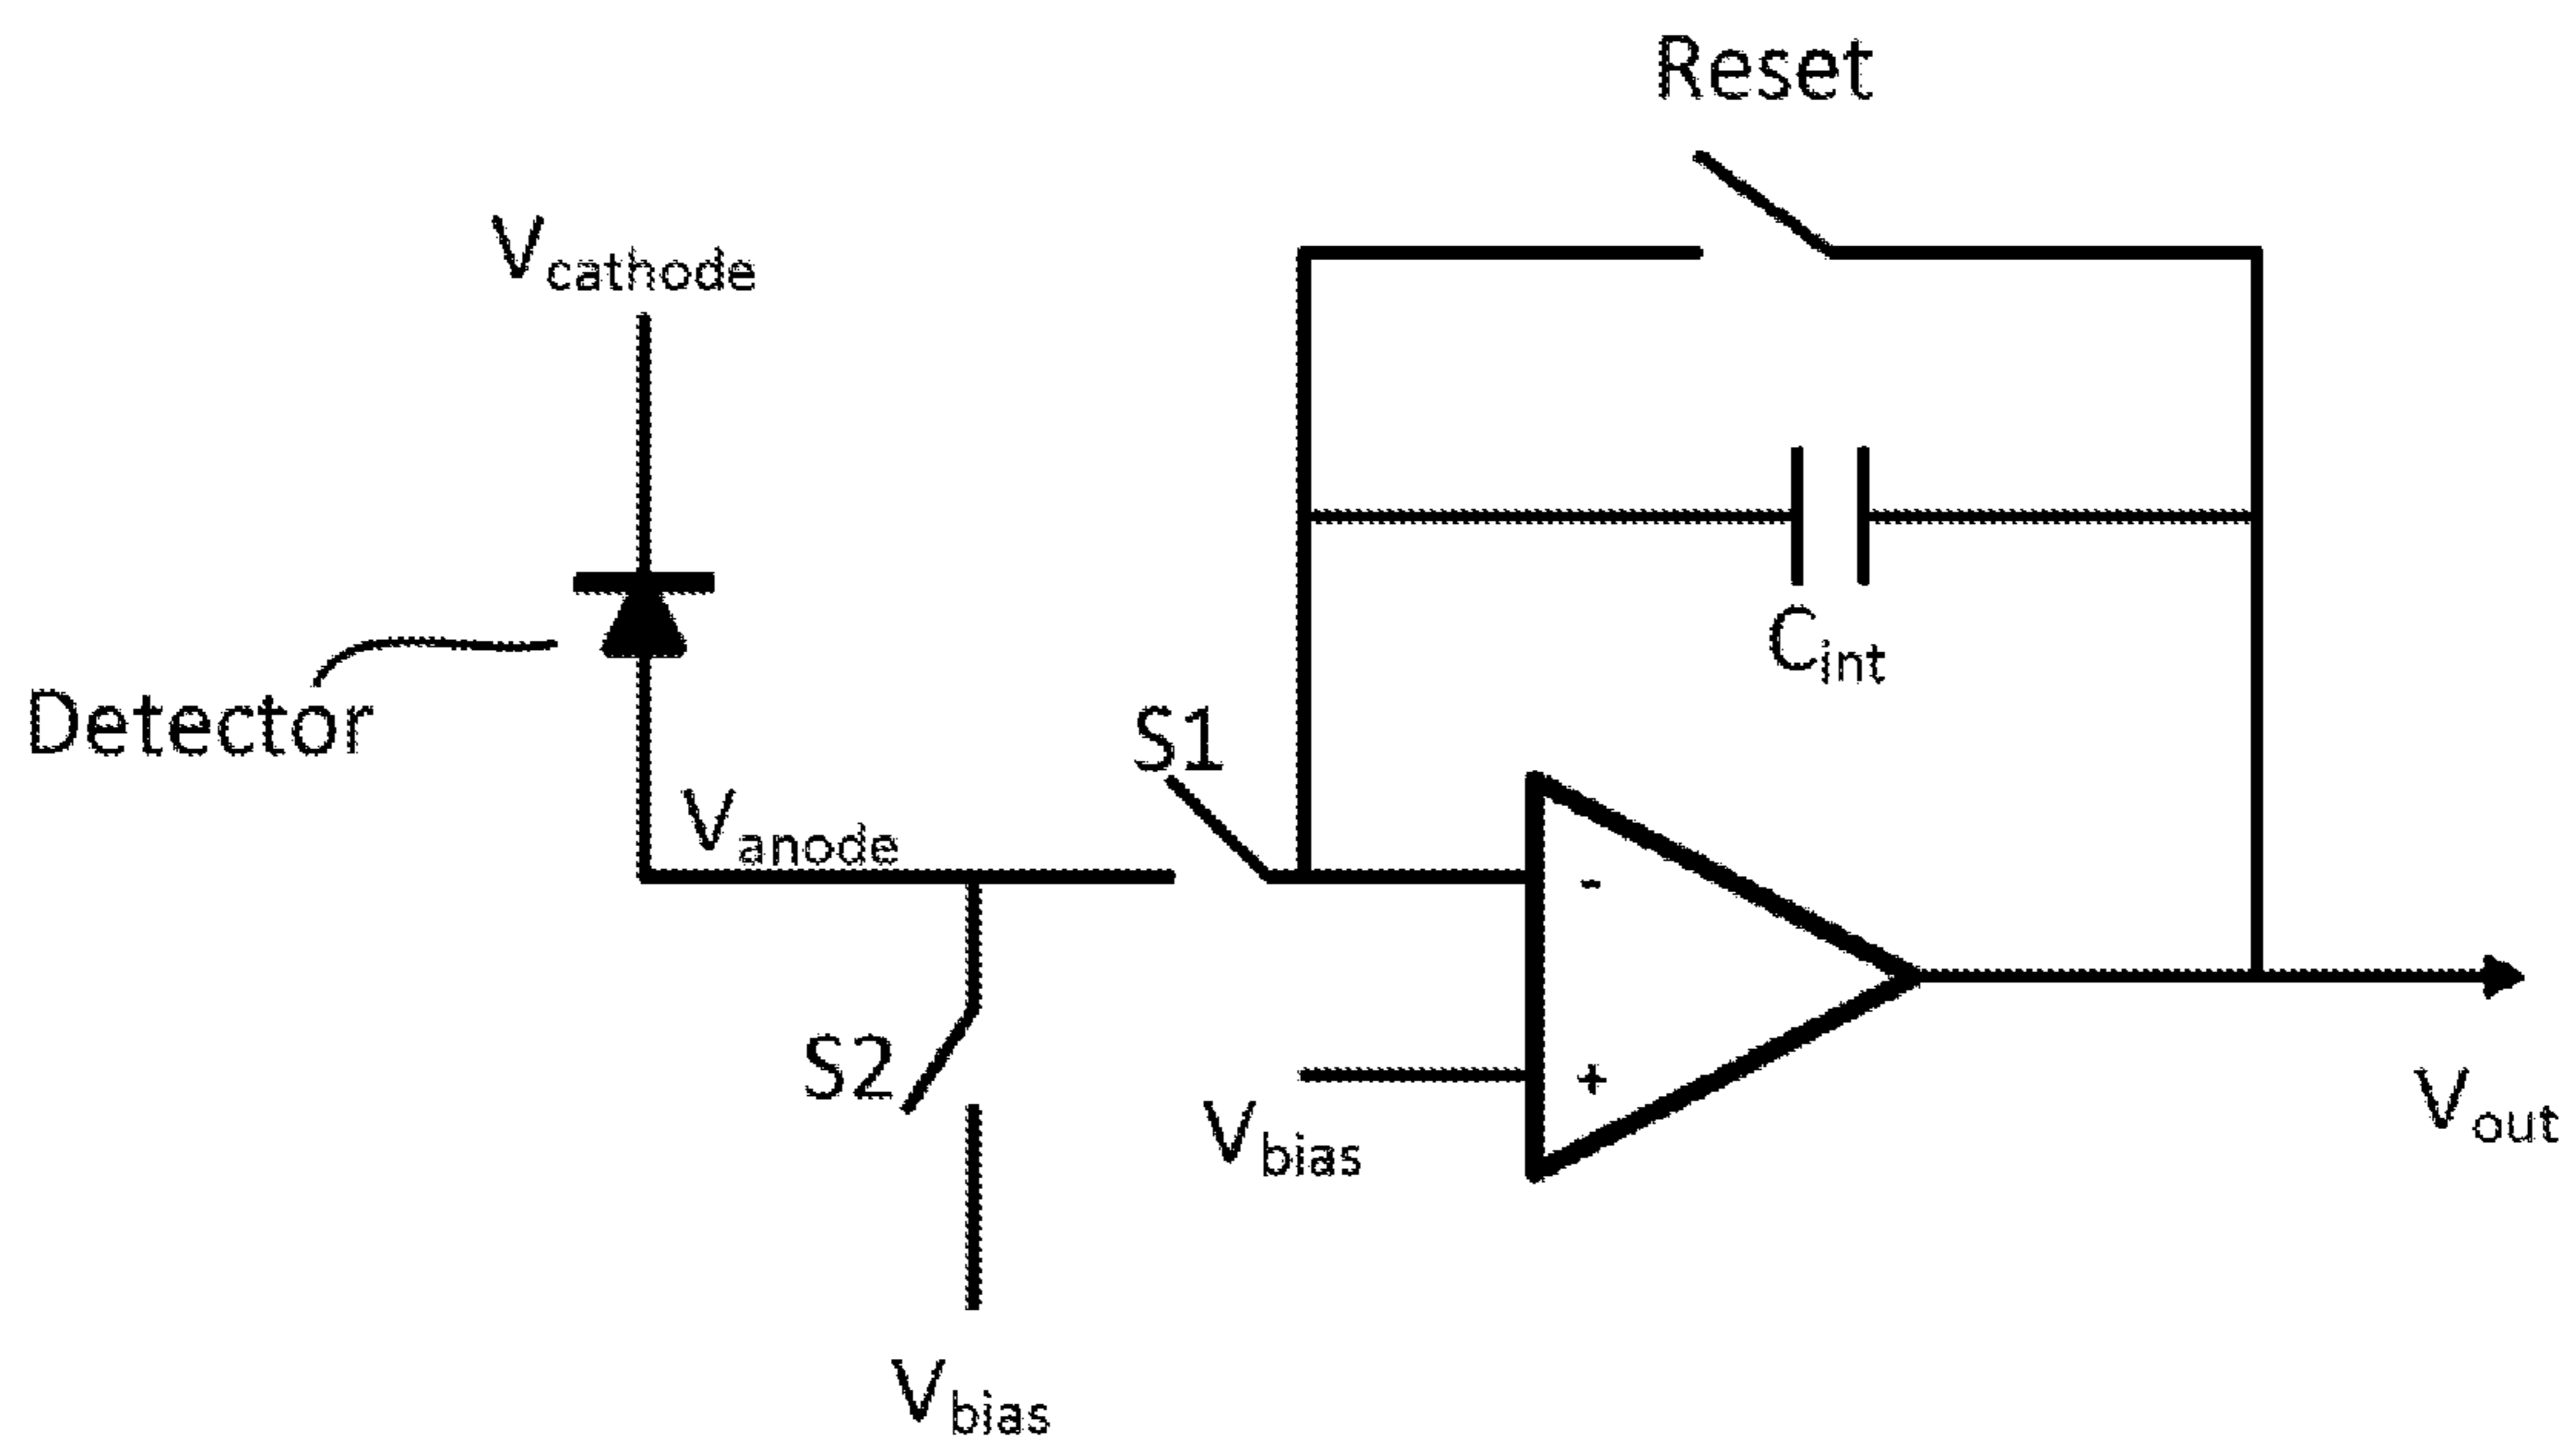 Reset
Vcathode
Cint
Detector
S1
Vanode
-
S2
+
Vbias
Vout
Vbias